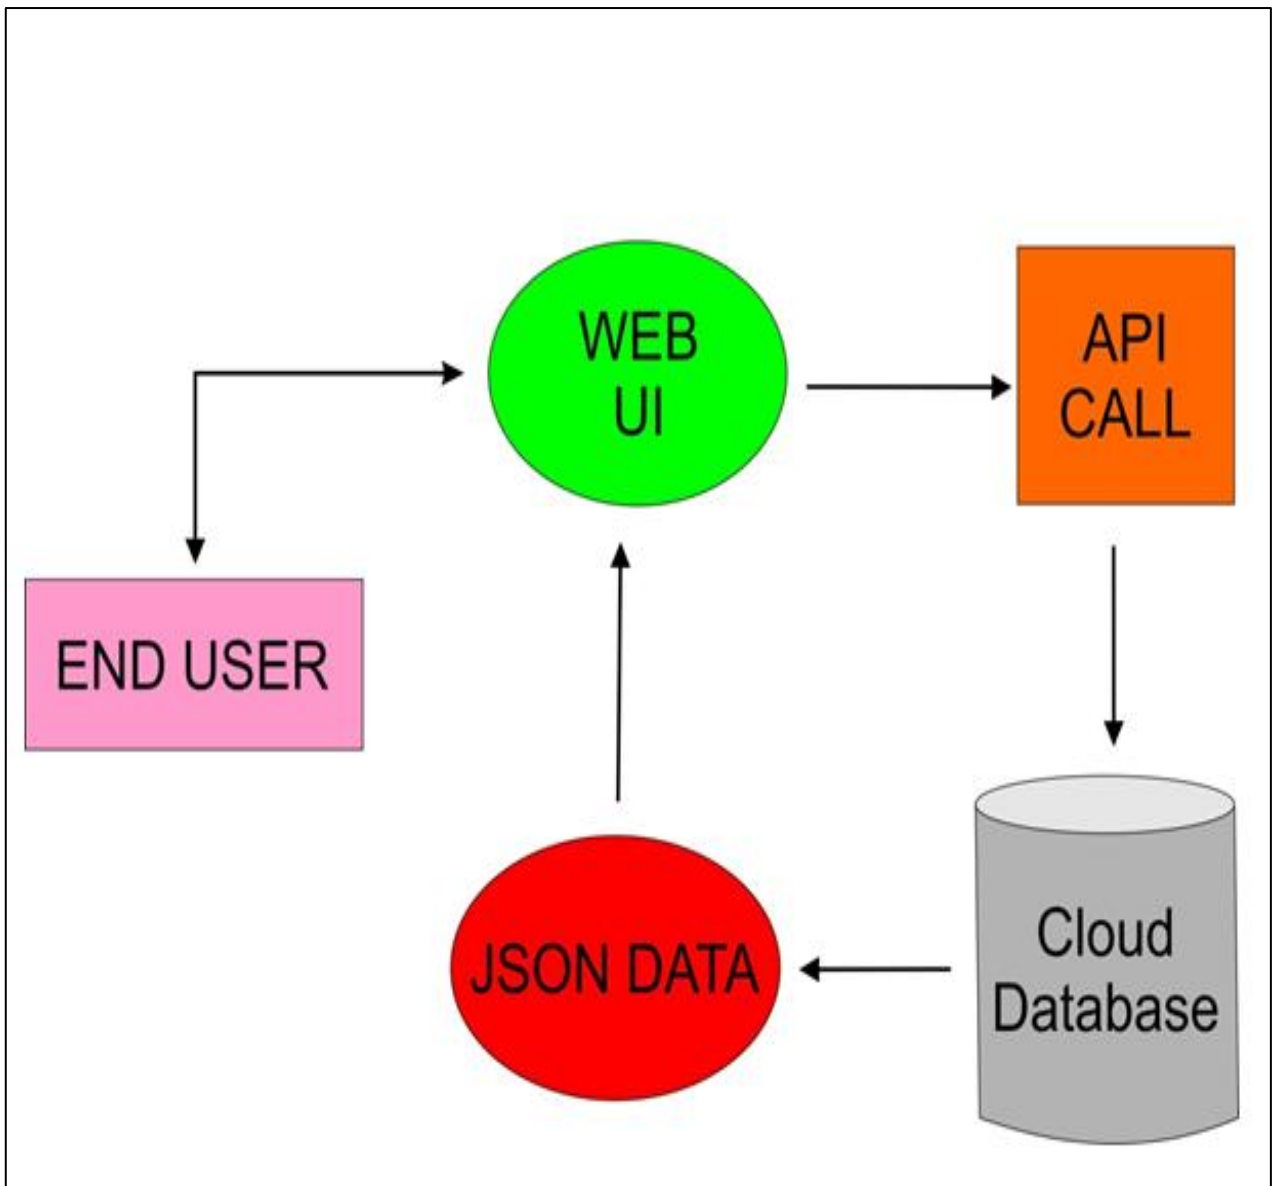 WEB
UI
API
CALL
END USER
JSON DATA
Cloud
Database